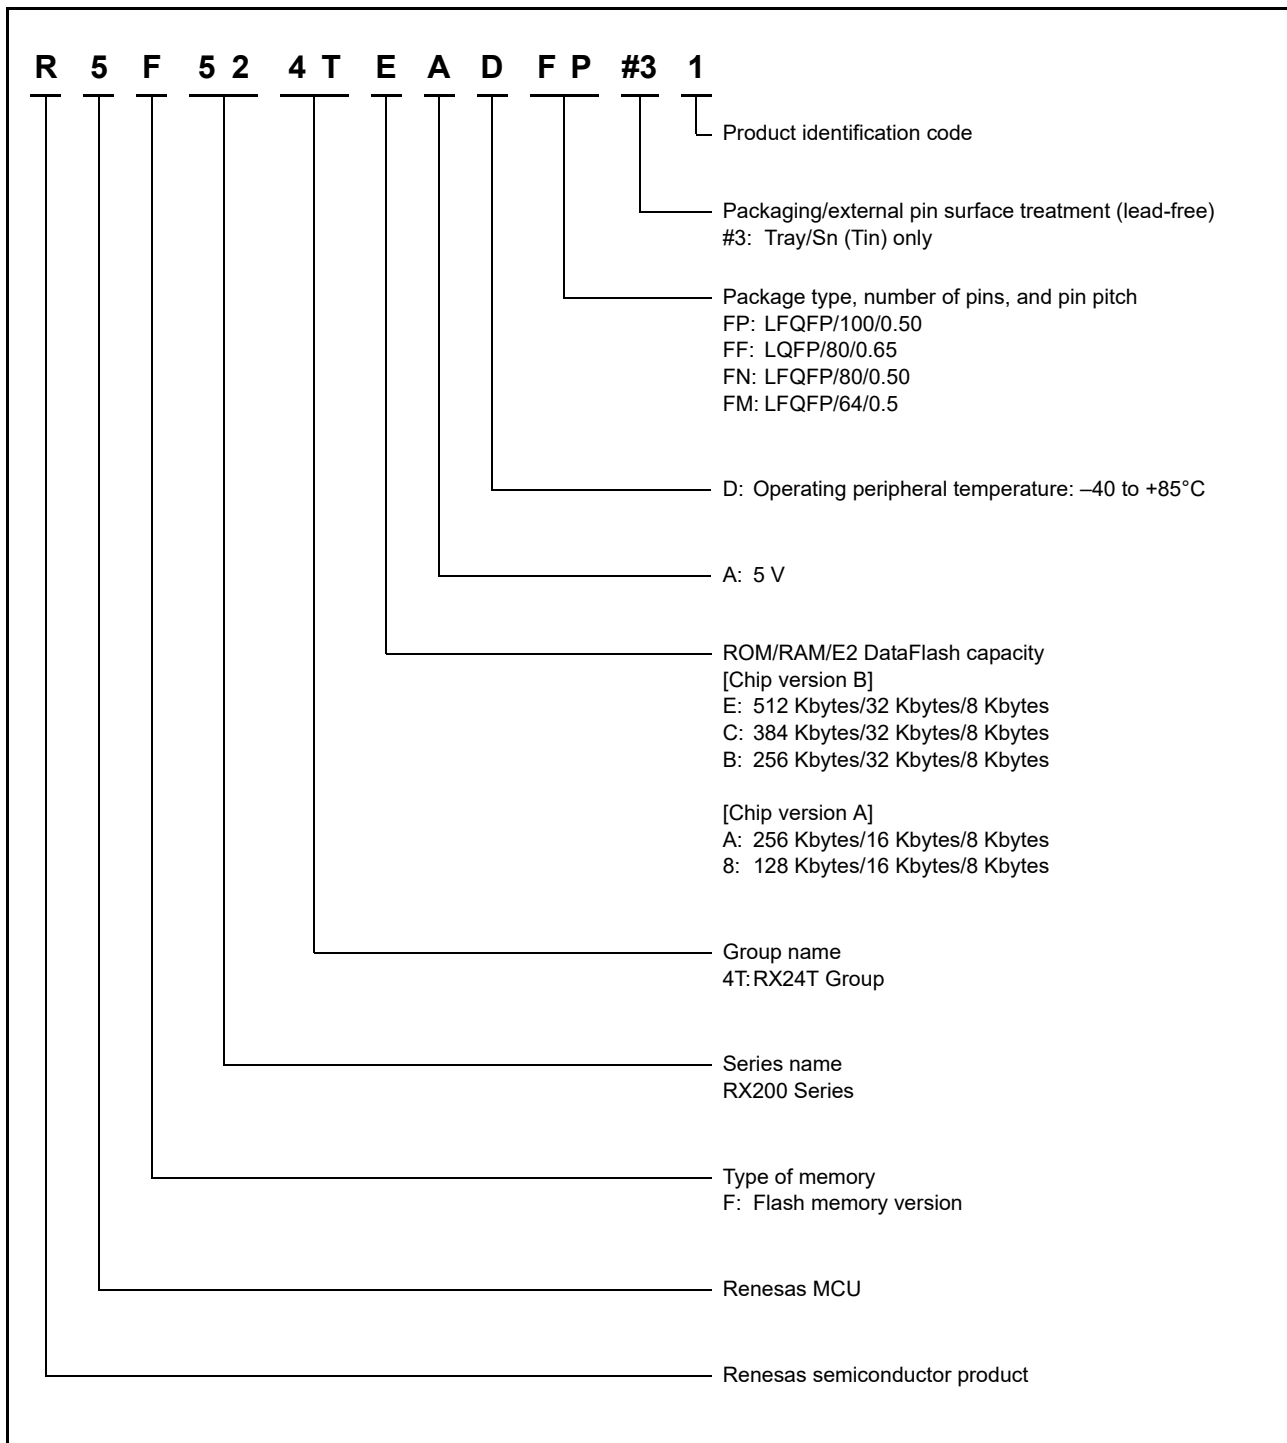 R 5 F 5 2 4 T E A D F P #3 1
Product identification code
Packaging/external pin surface treatment (lead-free)
#3: Tray/Sn (Tin) only
Package type, number of pins, and pin pitch
FP: LFQFP/100/0.50
FF: LQFP/80/0.65
FN: LFQFP/80/0.50
FM: LFQFP/64/0.5
D: Operating peripheral temperature: –40 to +85°C
A: 5 V
ROM/RAM/E2 DataFlash capacity
[Chip version B]
E: 512 Kbytes/32 Kbytes/8 Kbytes
C: 384 Kbytes/32 Kbytes/8 Kbytes
B: 256 Kbytes/32 Kbytes/8 Kbytes
[Chip version A]
A: 256 Kbytes/16 Kbytes/8 Kbytes
8: 128 Kbytes/16 Kbytes/8 Kbytes
Group name
4T: RX24T Group
Series name
RX200 Series
Type of memory
F: Flash memory version
Renesas MCU
Renesas semiconductor product